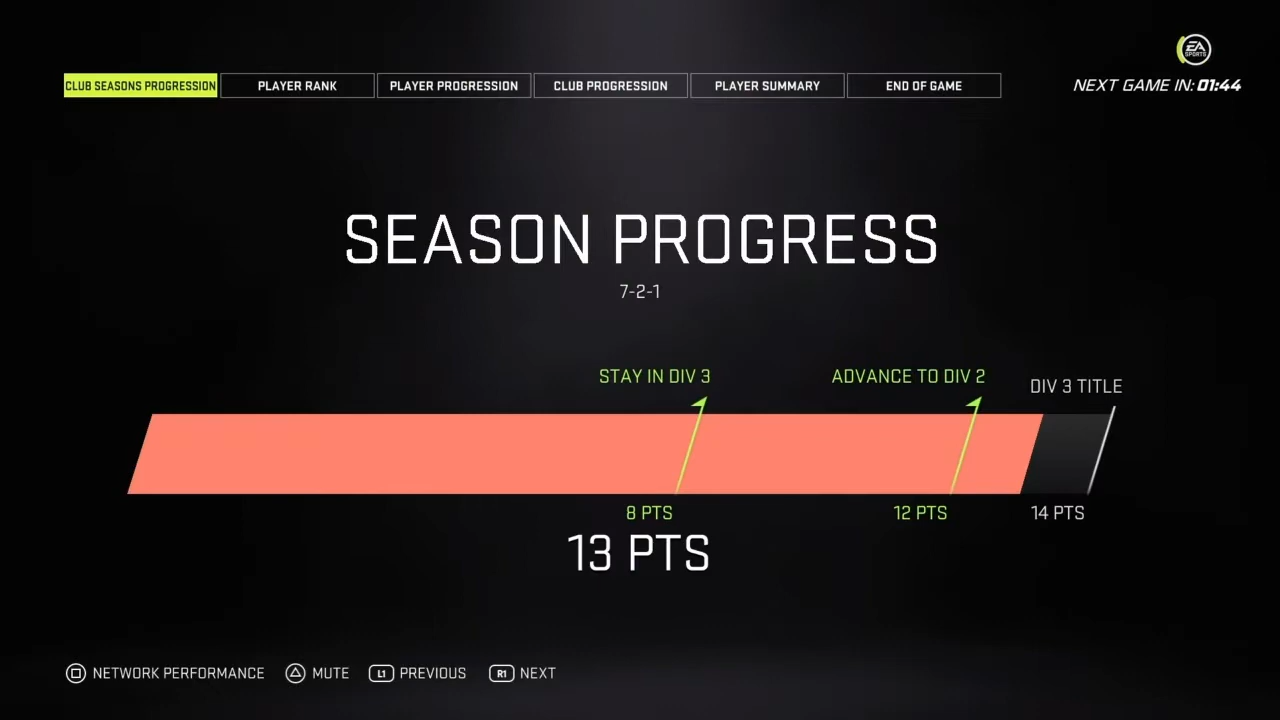 EA
SPORTS
CLUB SEASONS PROGRESSION
PLAYER RANK
PLAYER PROGRESSION
CLUB PROGRESSION
PLAYER SUMMARY
END OF GAME
NEXT GAME IN: 01:44
SEASON PROGRESS
7-2-1
STAY IN DIV 3
ADVANCE TO DIV 2
DIV 3 TITLE
8 PTS
12 PTS
14 PTS
13 PTS
NETWORK PERFORMANCE
MUTE
L1 PREVIOUS
R1 NEXT